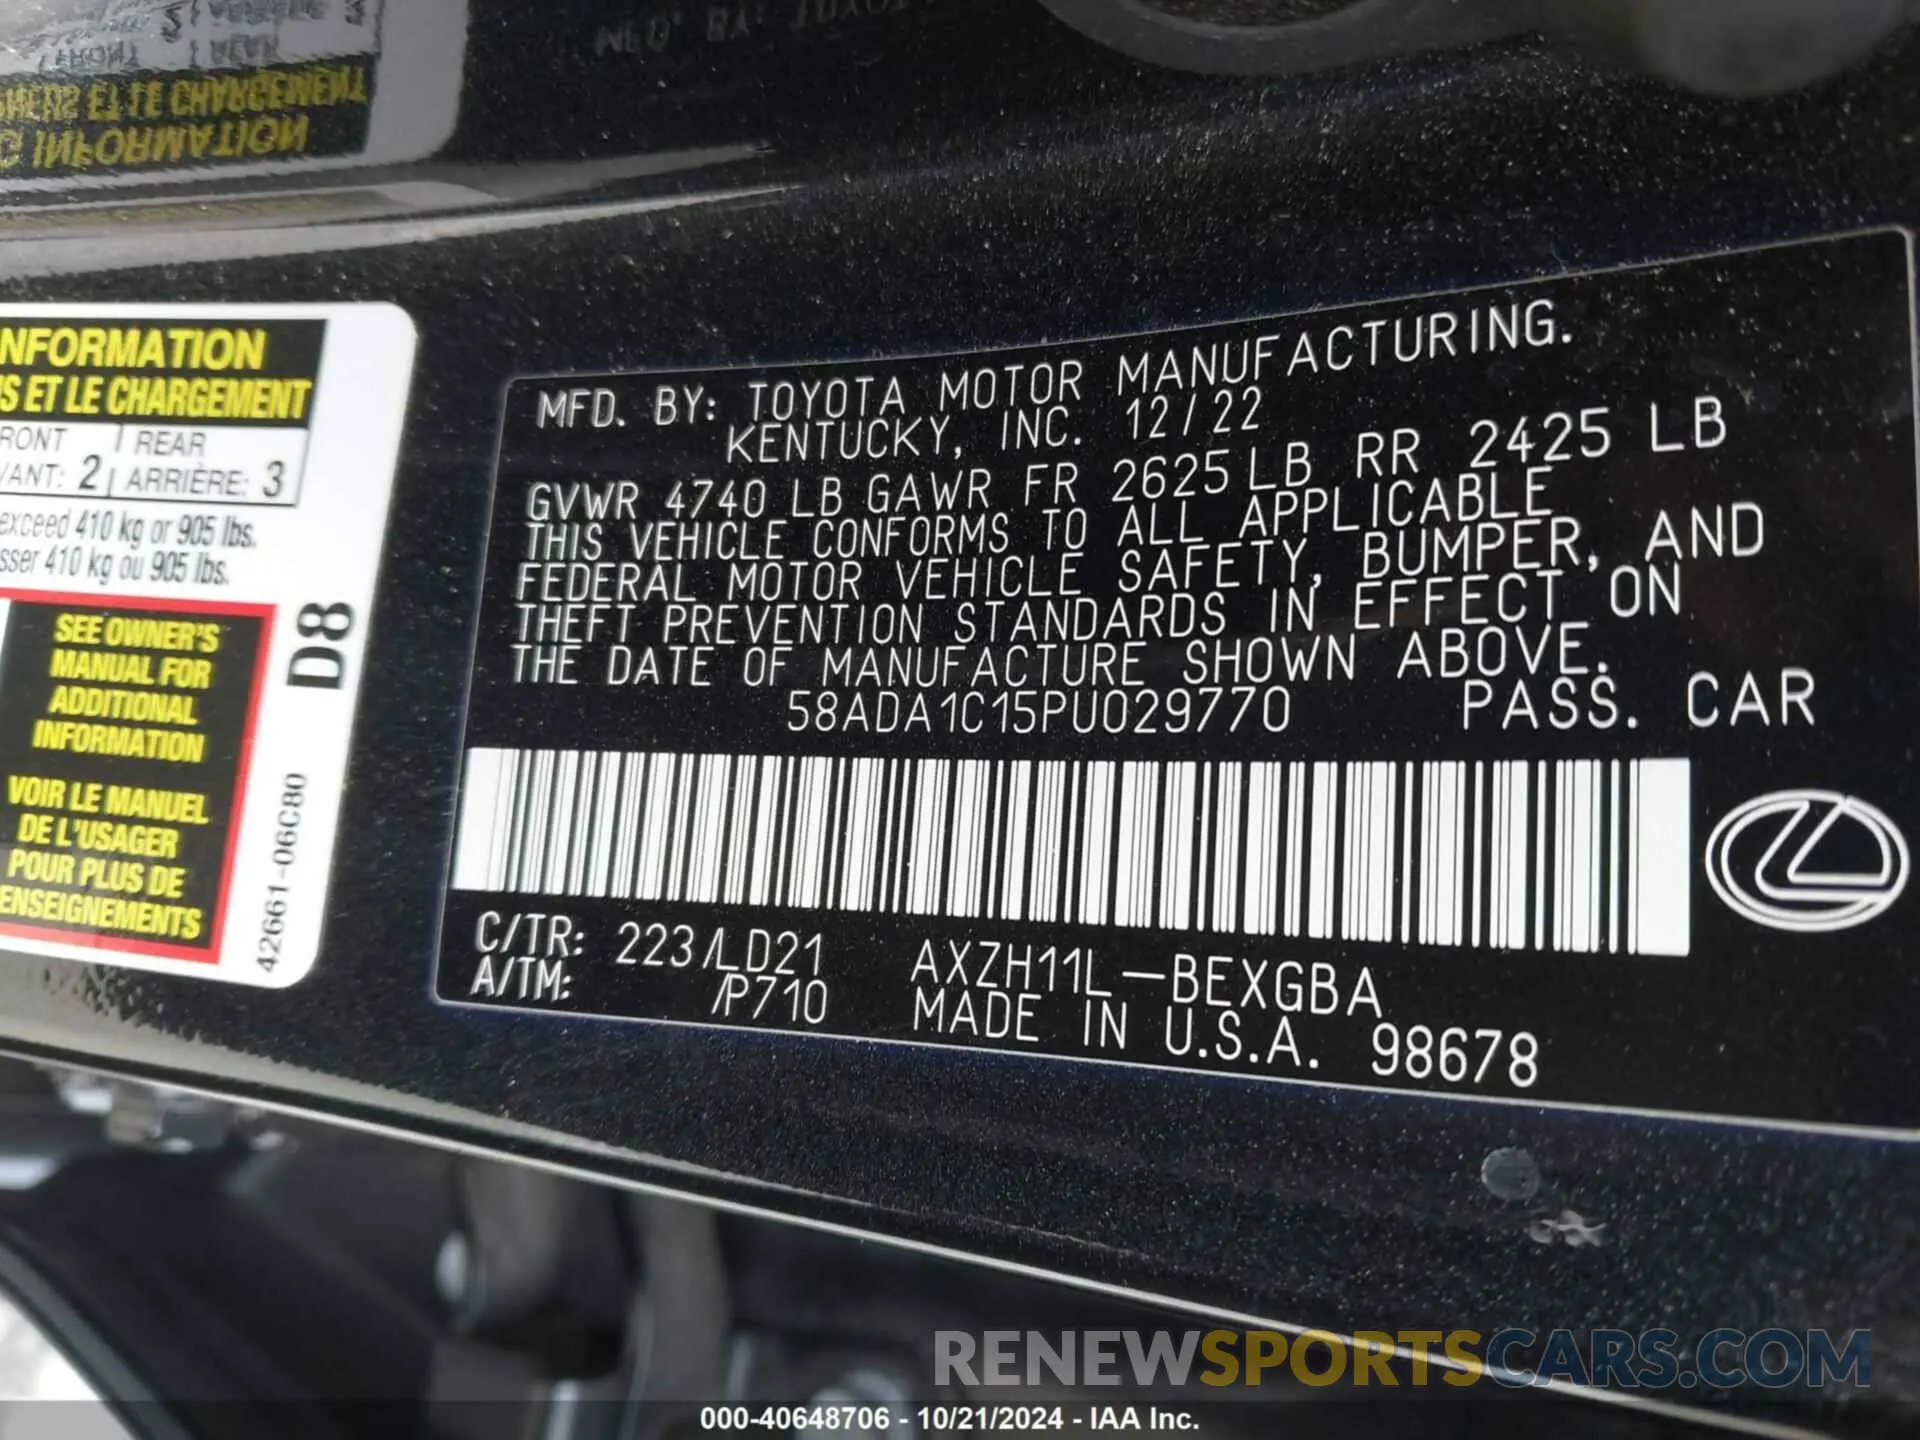 NFORMATION
S ET LE CHARGEMENT
RONT REAR
VANT: 2 ARRIÈRE: 3
exceed 410 kg or 905 lbs.
sser 410 kg ou 905 lbs.
SEE OWNER'S
MANUAL FOR
ADDITIONAL
INFORMATION
VOIR LE MANUEL
DE L'USAGER
POUR PLUS DE
ENSEIGNEMENTS
D8
42661-06C80
MFD. BY: TOYOTA MOTOR MANUFACTURING.
KENTUCKY, INC. 12/22
GVWR 4740 LB GAWR FR 2625 LB RR 2425 LB
THIS VEHICLE CONFORMS TO ALL APPLICABLE
FEDERAL MOTOR VEHICLE SAFETY, BUMPER, AND
THEFT PREVENTION STANDARDS IN EFFECT ON
THE DATE OF MANUFACTURE SHOWN ABOVE.
58ADA1C15PU029770 PASS. CAR
C/TR: 223/LD21 AXZH11L-BEXGBA
A/TM: /P710 MADE IN U.S.A. 98678
RENEWSPORTSCARS.COM
000-40648706 - 10/21/2024 - IAA Inc.